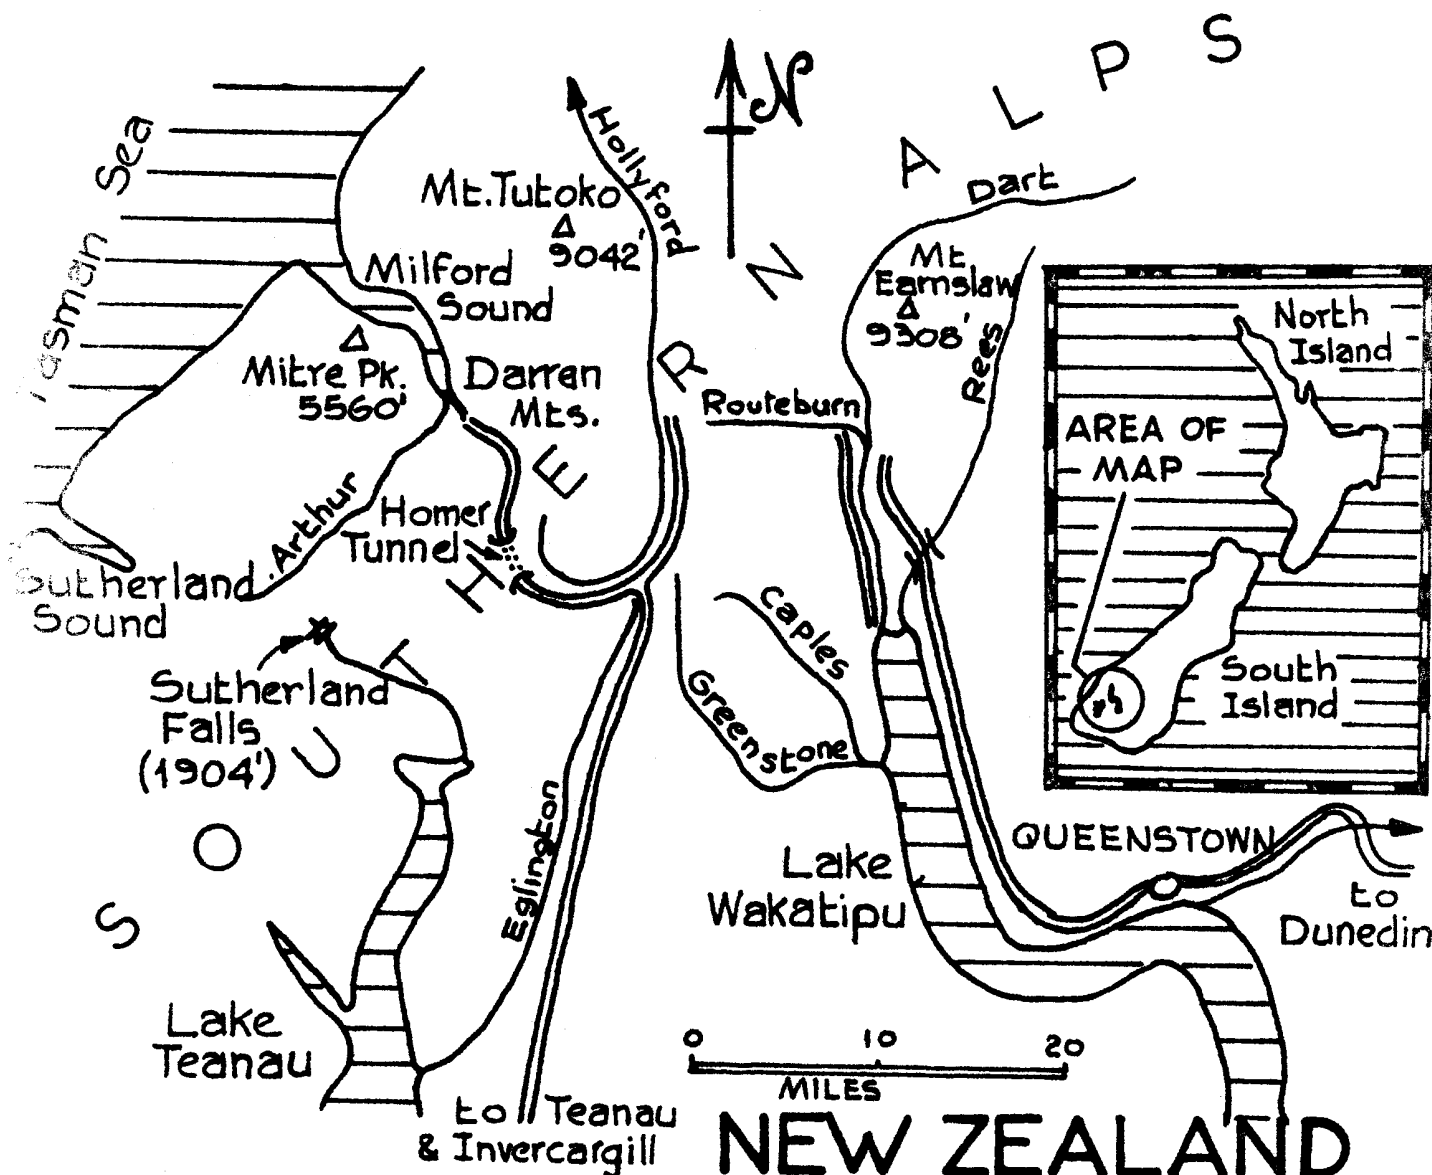 SOUTHERN ALPS
N
Tasman Sea
Hollyford
Mt. Tutoko
9042'
Milford
Sound
Mitre Pk.
5560'
Darran
Mts.
Dart
Mt
Earnslaw
9308'
Rees
Routeburn
Arthur
Homer
Tunnel
Sutherland
Sound
Sutherland
Falls
(1904')
Caples
Greenstone
Eglington
Lake
Wakatipu
QUEENSTOWN
to
Dunedin
Lake
Teanau
to Teanau
& Invercargill
0 10 20
MILES
NEW ZEALAND
North
Island
AREA OF
MAP
South
Island